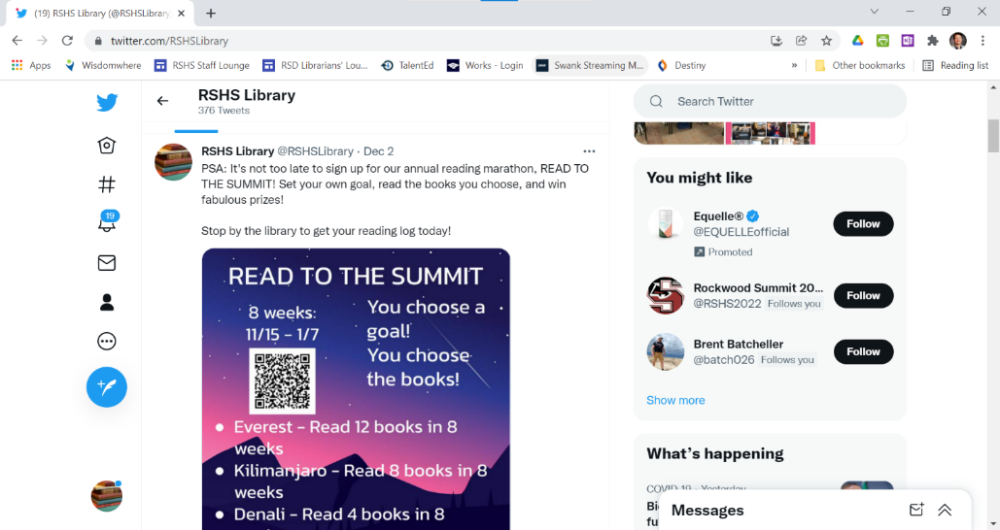 (19) RSHS Library (@RSHSLibrary
twitter.com/RSHSLibrary
Apps
Wisdomwhere
RSHS Staff Lounge
RSD Librarians' Lou...
TalentEd
Works - Login
Swank Streaming M...
Destiny
»
Other bookmarks
Reading list
RSHS Library
376 Tweets
19
RSHS Library @RSHSLibrary · Dec 2
PSA: It's not too late to sign up for our annual reading marathon, READ TO
THE SUMMIT! Set your own goal, read the books you choose, and win
fabulous prizes!
Stop by the library to get your reading log today!
READ TO THE SUMMIT
8 weeks:
11/15 - 1/7
You choose a
goal!
You choose
the books!
• Everest - Read 12 books in 8
weeks
• Kilimanjaro - Read 8 books in 8
weeks
• Denali - Read 4 books in 8
Search Twitter
You might like
Equelle®
@EQUELLEofficial
Promoted
Follow
Rockwood Summit 20...
@RSHS2022 Follows you
Follow
Brent Batcheller
@batch026 Follows you
Follow
Show more
What's happening
COVID-19 · Yesterday
Messages